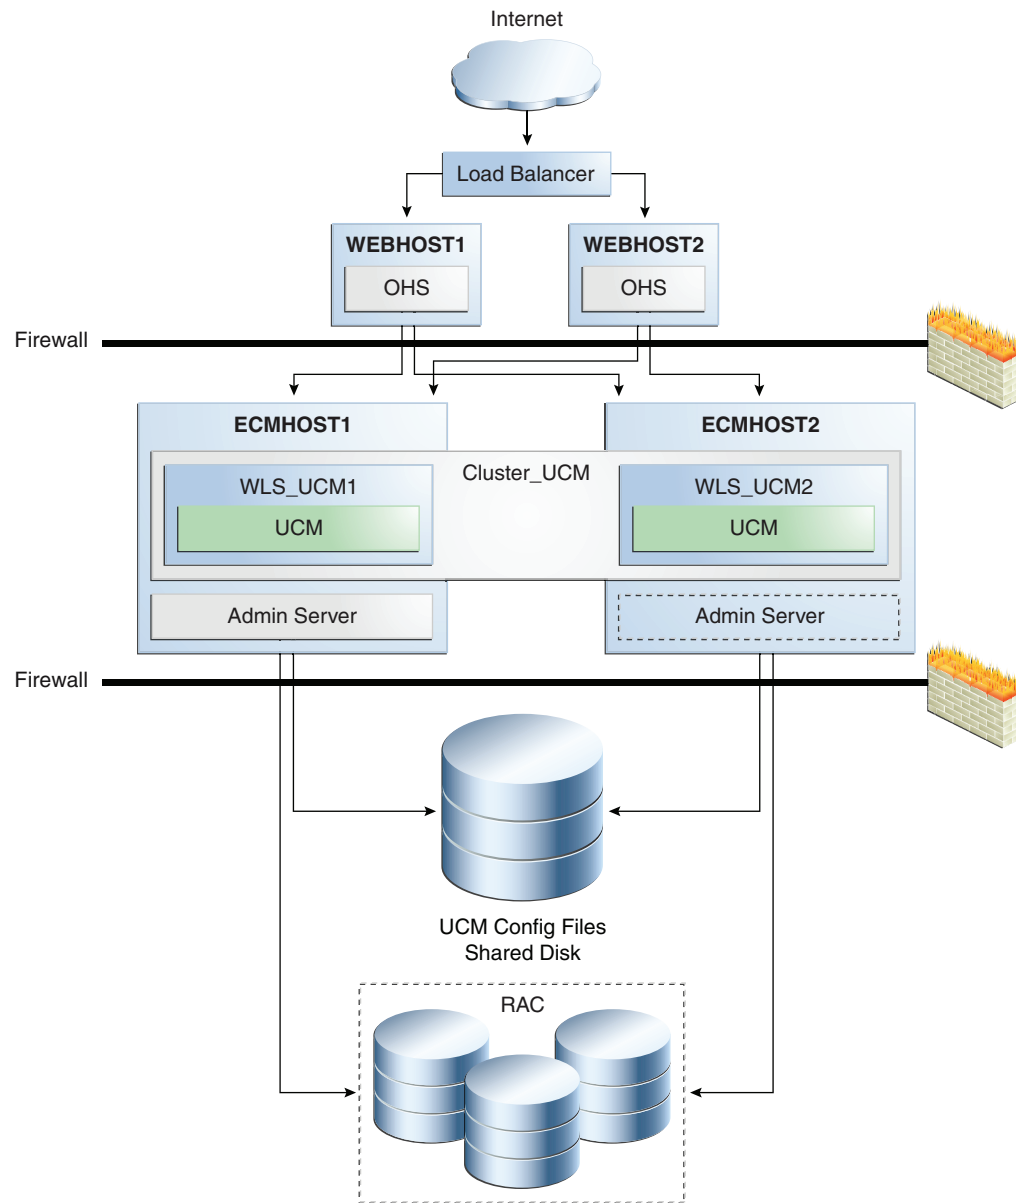 Internet
Load Balancer
WEBHOST1
WEBHOST2
OHS
OHS
Firewall
ECMHOST1
ECMHOST2
Cluster_UCM
WLS_UCM1
WLS_UCM2
UCM
UCM
Admin Server
Admin Server
Firewall
UCM Config Files
Shared Disk
RAC